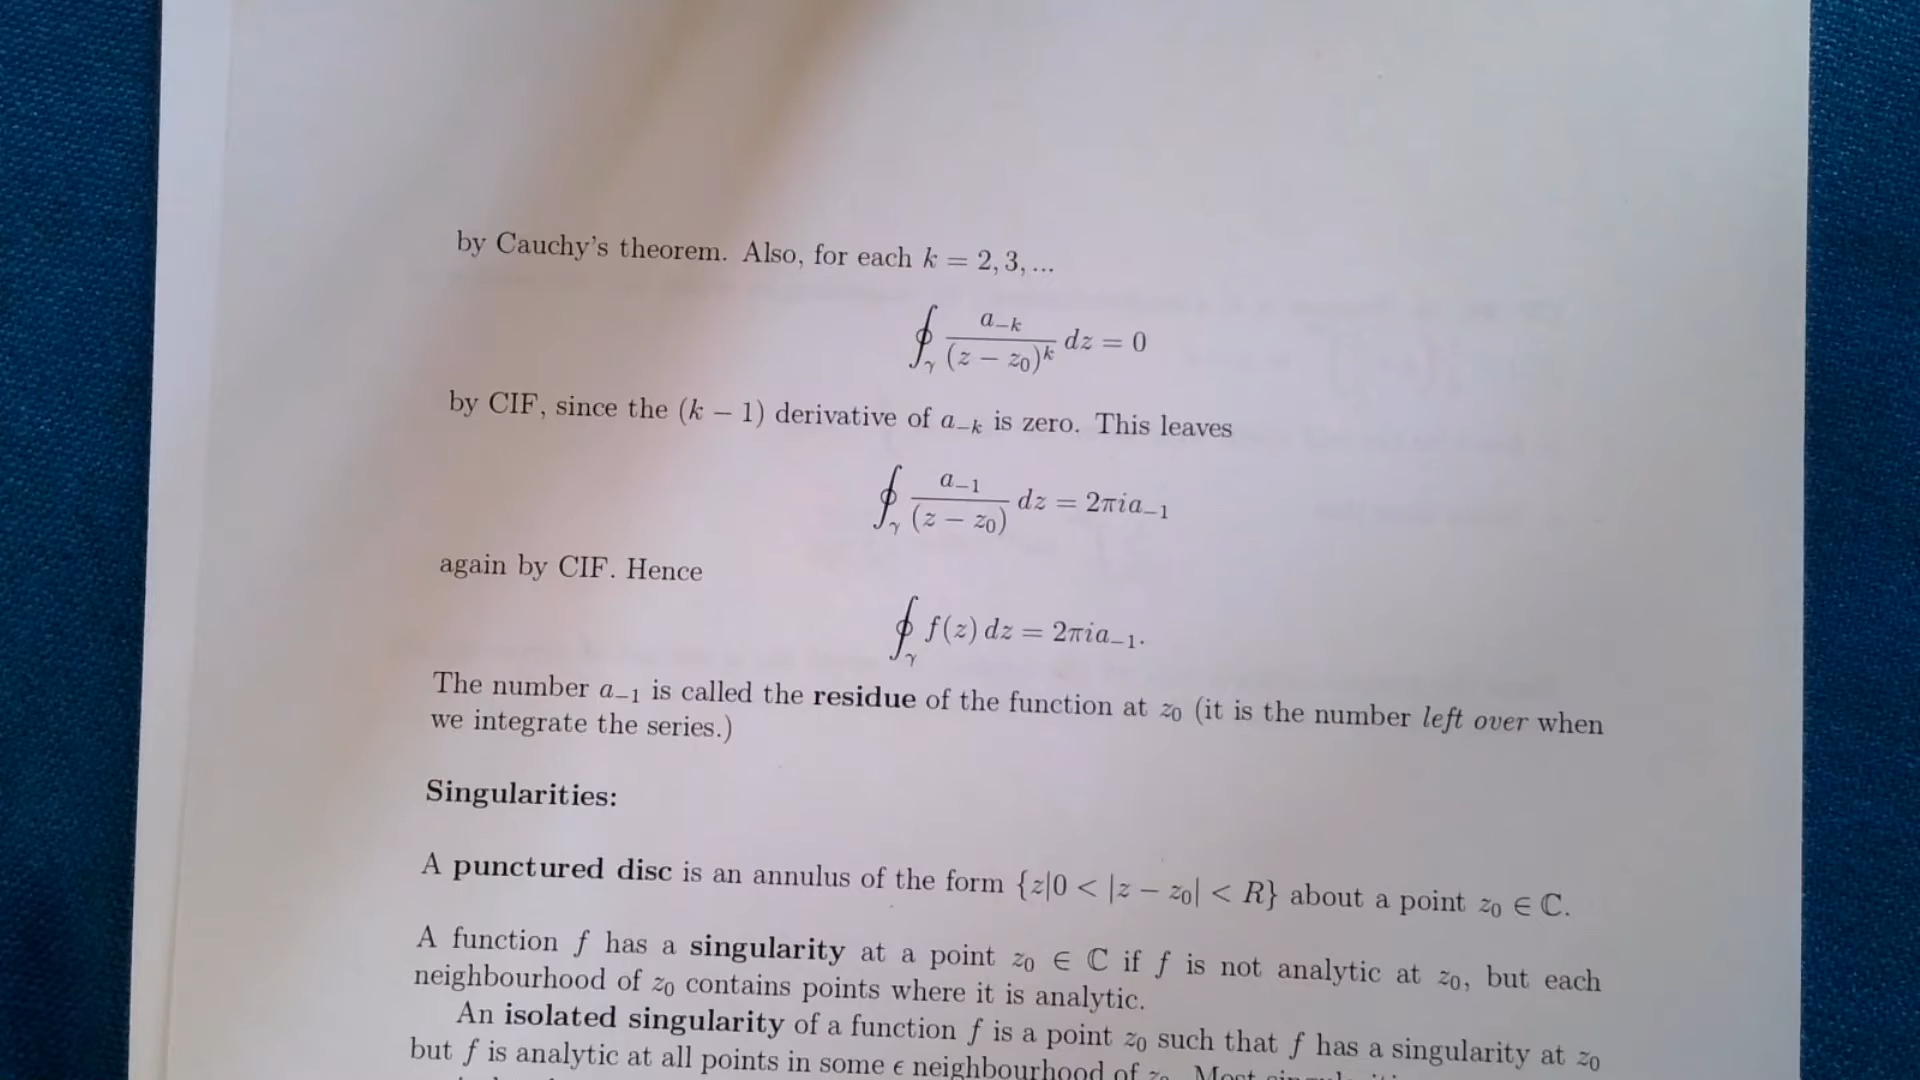 by Cauchy's theorem. Also, for each k = 2, 3, ...
∮_γ a_{−k}/(z − z_0)^k dz = 0
by CIF, since the (k − 1) derivative of a_{−k} is zero. This leaves
∮_γ a_{−1}/(z − z_0) dz = 2πia_{−1}
again by CIF. Hence
∮_γ f(z) dz = 2πia_{−1}.
The number a_{−1} is called the residue of the function at z_0 (it is the number left over when
we integrate the series.)
Singularities:
A punctured disc is an annulus of the form {z|0 < |z − z_0| < R} about a point z_0 ∈ ℂ.
A function f has a singularity at a point z_0 ∈ ℂ if f is not analytic at z_0, but each
neighbourhood of z_0 contains points where it is analytic.
An isolated singularity of a function f is a point z_0 such that f has a singularity at z_0
but f is analytic at all points in some ϵ neighbourhood of z_0. Most